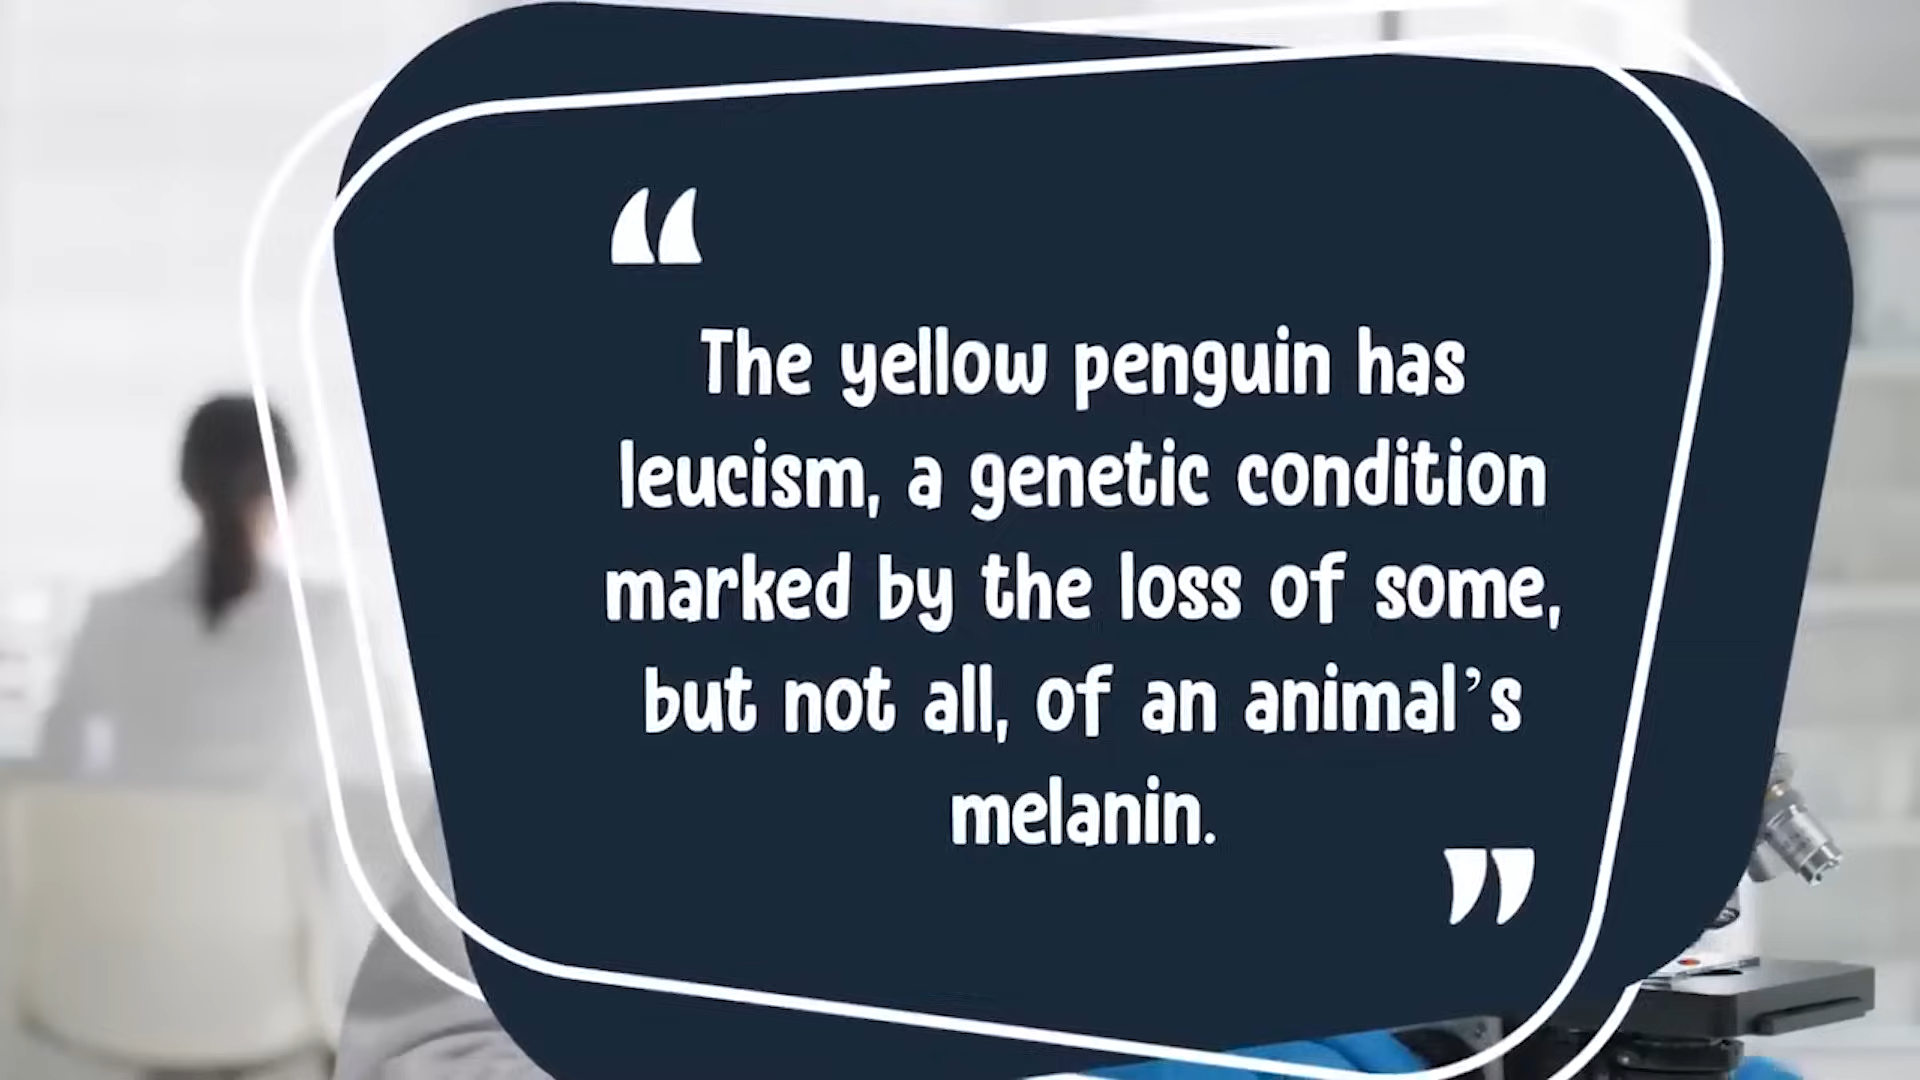 “
The yellow penguin has
leucism, a genetic condition
marked by the loss of some,
but not all, of an animal’s
melanin.
”